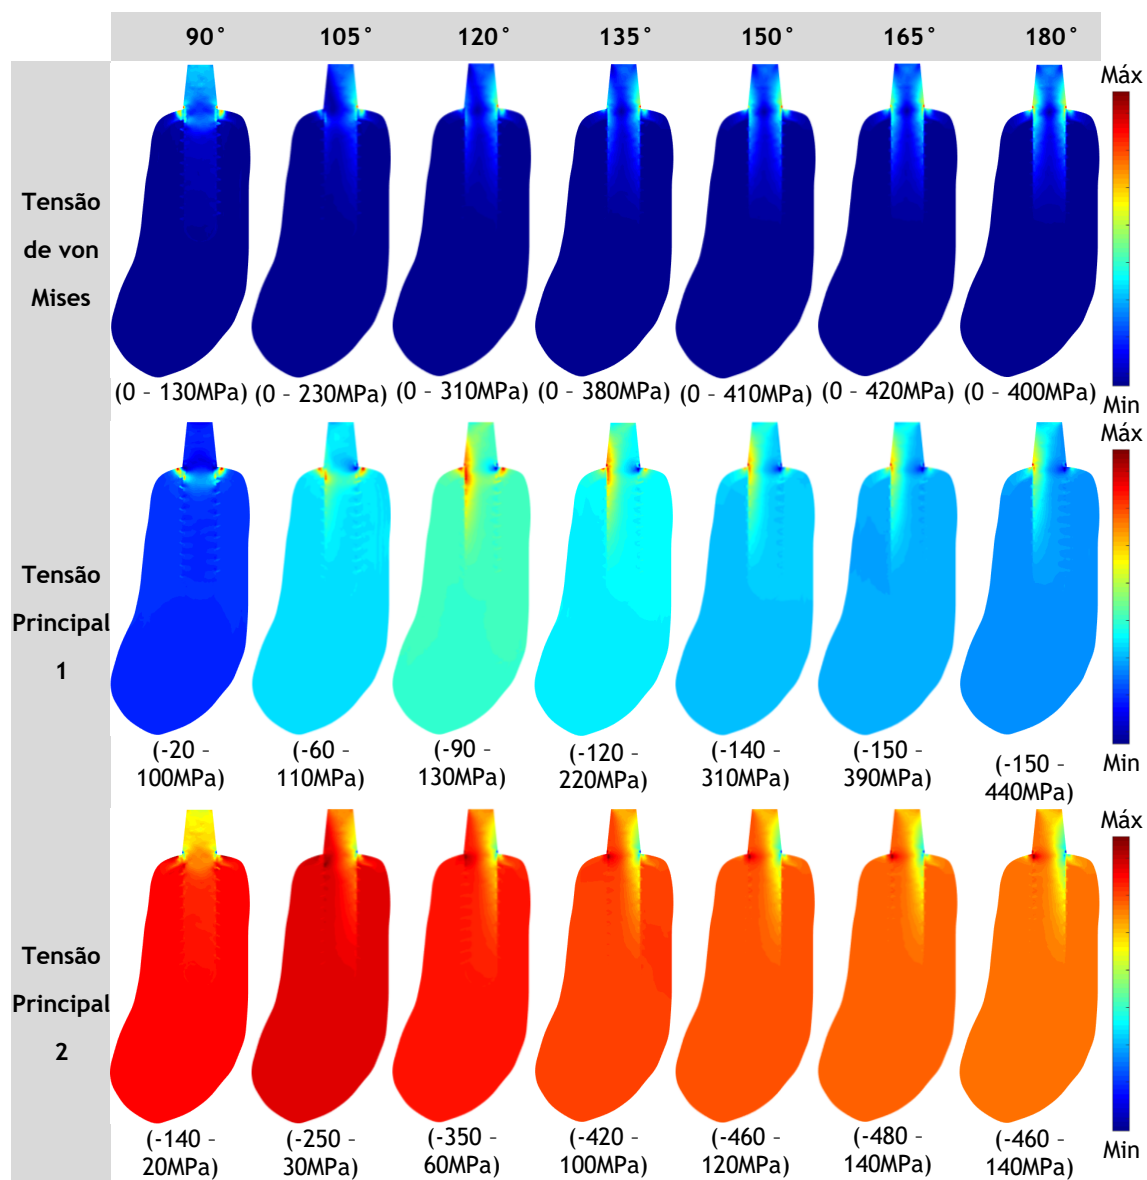 90° 105° 120° 135° 150° 165° 180°
Máx
Tensão
de von
Mises
Min
(0 – 130MPa) (0 – 230MPa) (0 – 310MPa) (0 – 380MPa) (0 – 410MPa) (0 – 420MPa) (0 – 400MPa)
Máx
Tensão
Principal
1
Min
(-20 – 100MPa)
(-60 – 110MPa)
(-90 – 130MPa)
(-120 – 220MPa)
(-140 – 310MPa)
(-150 – 390MPa)
(-150 – 440MPa)
Máx
Tensão
Principal
2
Min
(-140 – 20MPa)
(-250 – 30MPa)
(-350 – 60MPa)
(-420 – 100MPa)
(-460 – 120MPa)
(-480 – 140MPa)
(-460 – 140MPa)